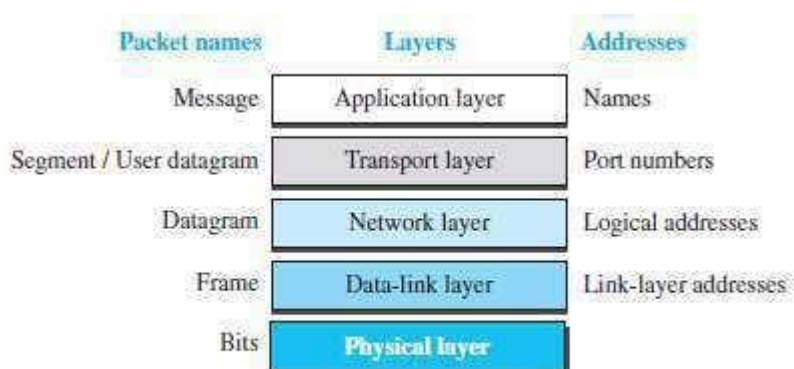 Packet names Layers Addresses
Message Application layer Names
Segment / User datagram Transport layer Port numbers
Datagram Network layer Logical addresses
Frame Data-link layer Link-layer addresses
Bits Physical layer